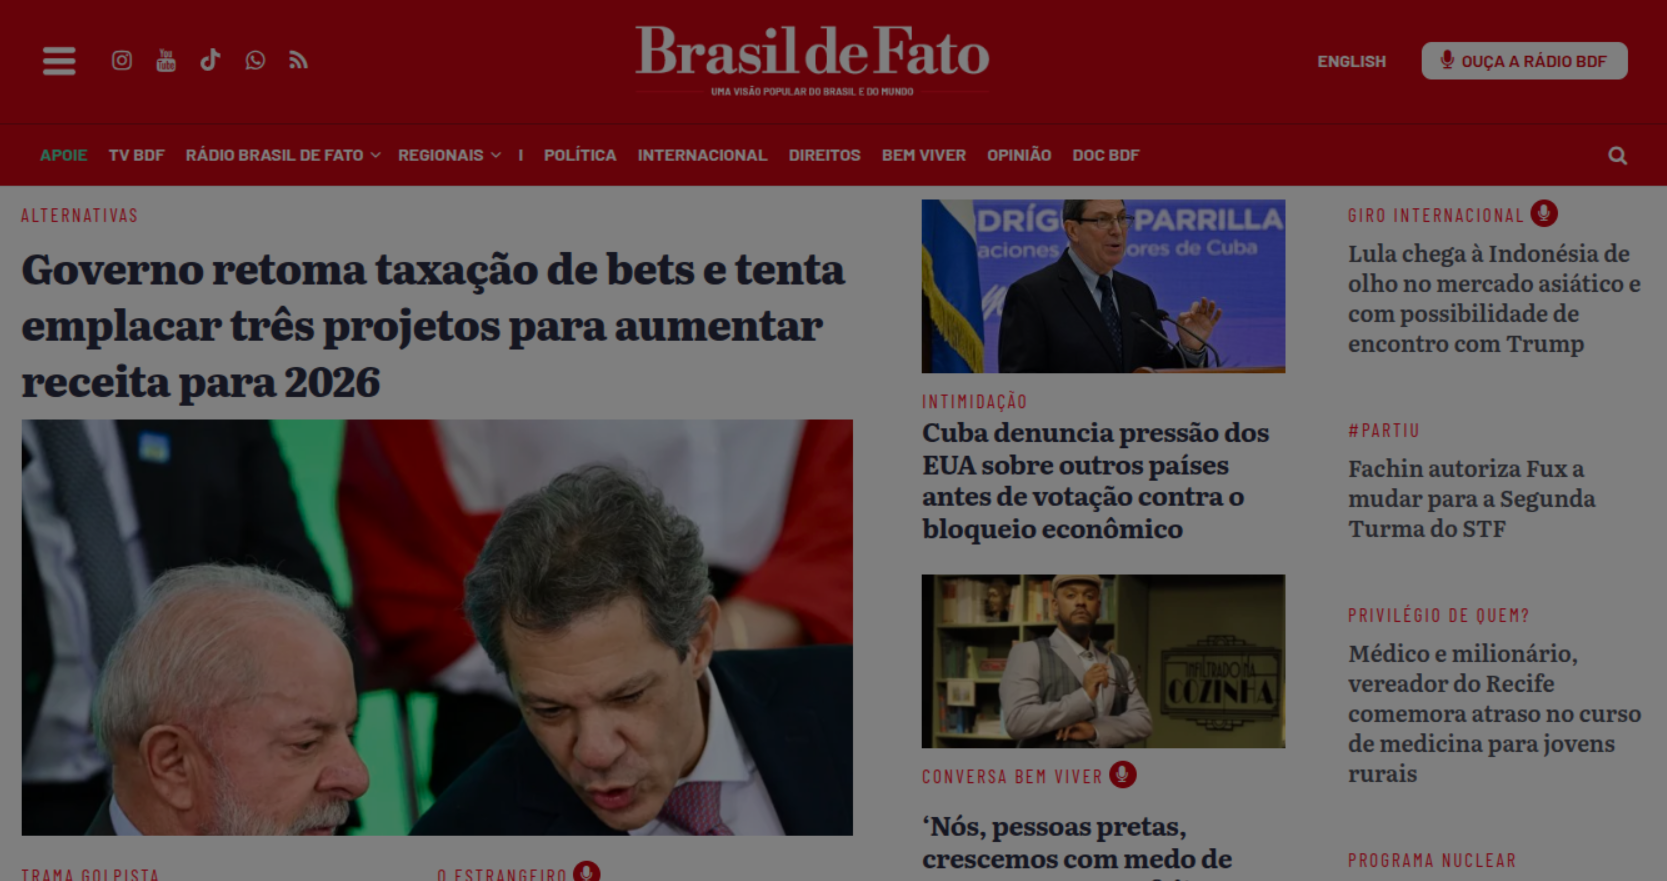 Brasil de Fato
UMA VISÃO POPULAR DO BRASIL E DO MUNDO
ENGLISH
OUÇA A RÁDIO BDF
APOIE TV BDF RÁDIO BRASIL DE FATO REGIONAIS I POLÍTICA INTERNACIONAL DIREITOS BEM VIVER OPINIÃO DOC BDF
ALTERNATIVAS
Governo retoma taxação de bets e tenta
emplacar três projetos para aumentar
receita para 2026
TRAMA GOLPISTA
O ESTRANGEIRO
DRÍG PARRILLA
aciones ores de Cuba
INTIMIDAÇÃO
Cuba denuncia pressão dos
EUA sobre outros países
antes de votação contra o
bloqueio econômico
INFILTRADO NA
COZINHA
CONVERSA BEM VIVER
‘Nós, pessoas pretas,
crescemos com medo de
GIRO INTERNACIONAL
Lula chega à Indonésia de
olho no mercado asiático e
com possibilidade de
encontro com Trump
#PARTIU
Fachin autoriza Fux a
mudar para a Segunda
Turma do STF
PRIVILÉGIO DE QUEM?
Médico e milionário,
vereador do Recife
comemora atraso no curso
de medicina para jovens
rurais
PROGRAMA NUCLEAR